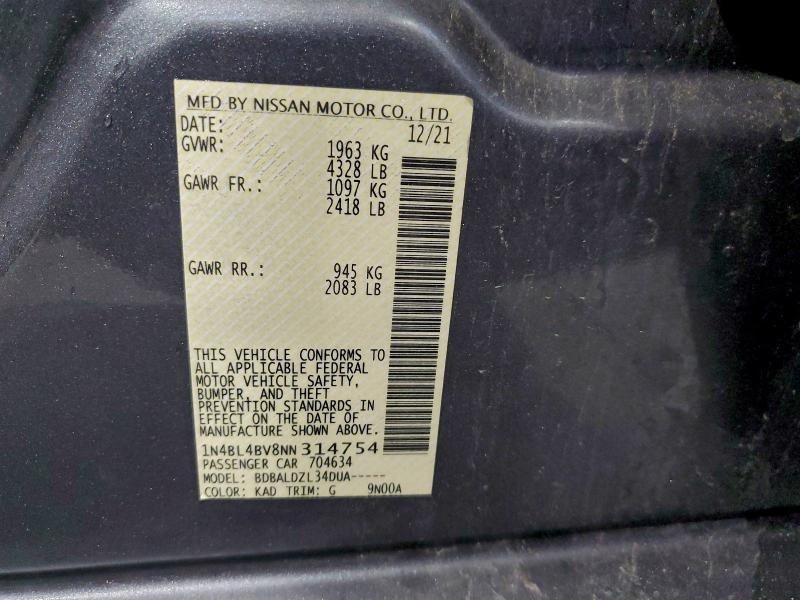 MFD BY NISSAN MOTOR CO., LTD.
DATE: 12/21
GVWR: 1963 KG
4328 LB
GAWR FR.: 1097 KG
2418 LB
GAWR RR.: 945 KG
2083 LB
THIS VEHICLE CONFORMS TO
ALL APPLICABLE FEDERAL
MOTOR VEHICLE SAFETY,
BUMPER, AND THEFT
PREVENTION STANDARDS IN
EFFECT ON THE DATE OF
MANUFACTURE SHOWN ABOVE.
1N4BL4BV8NN314754
PASSENGER CAR 704634
MODEL: BDBALDZL34DUA-----
COLOR: KAD TRIM: G 9N00A